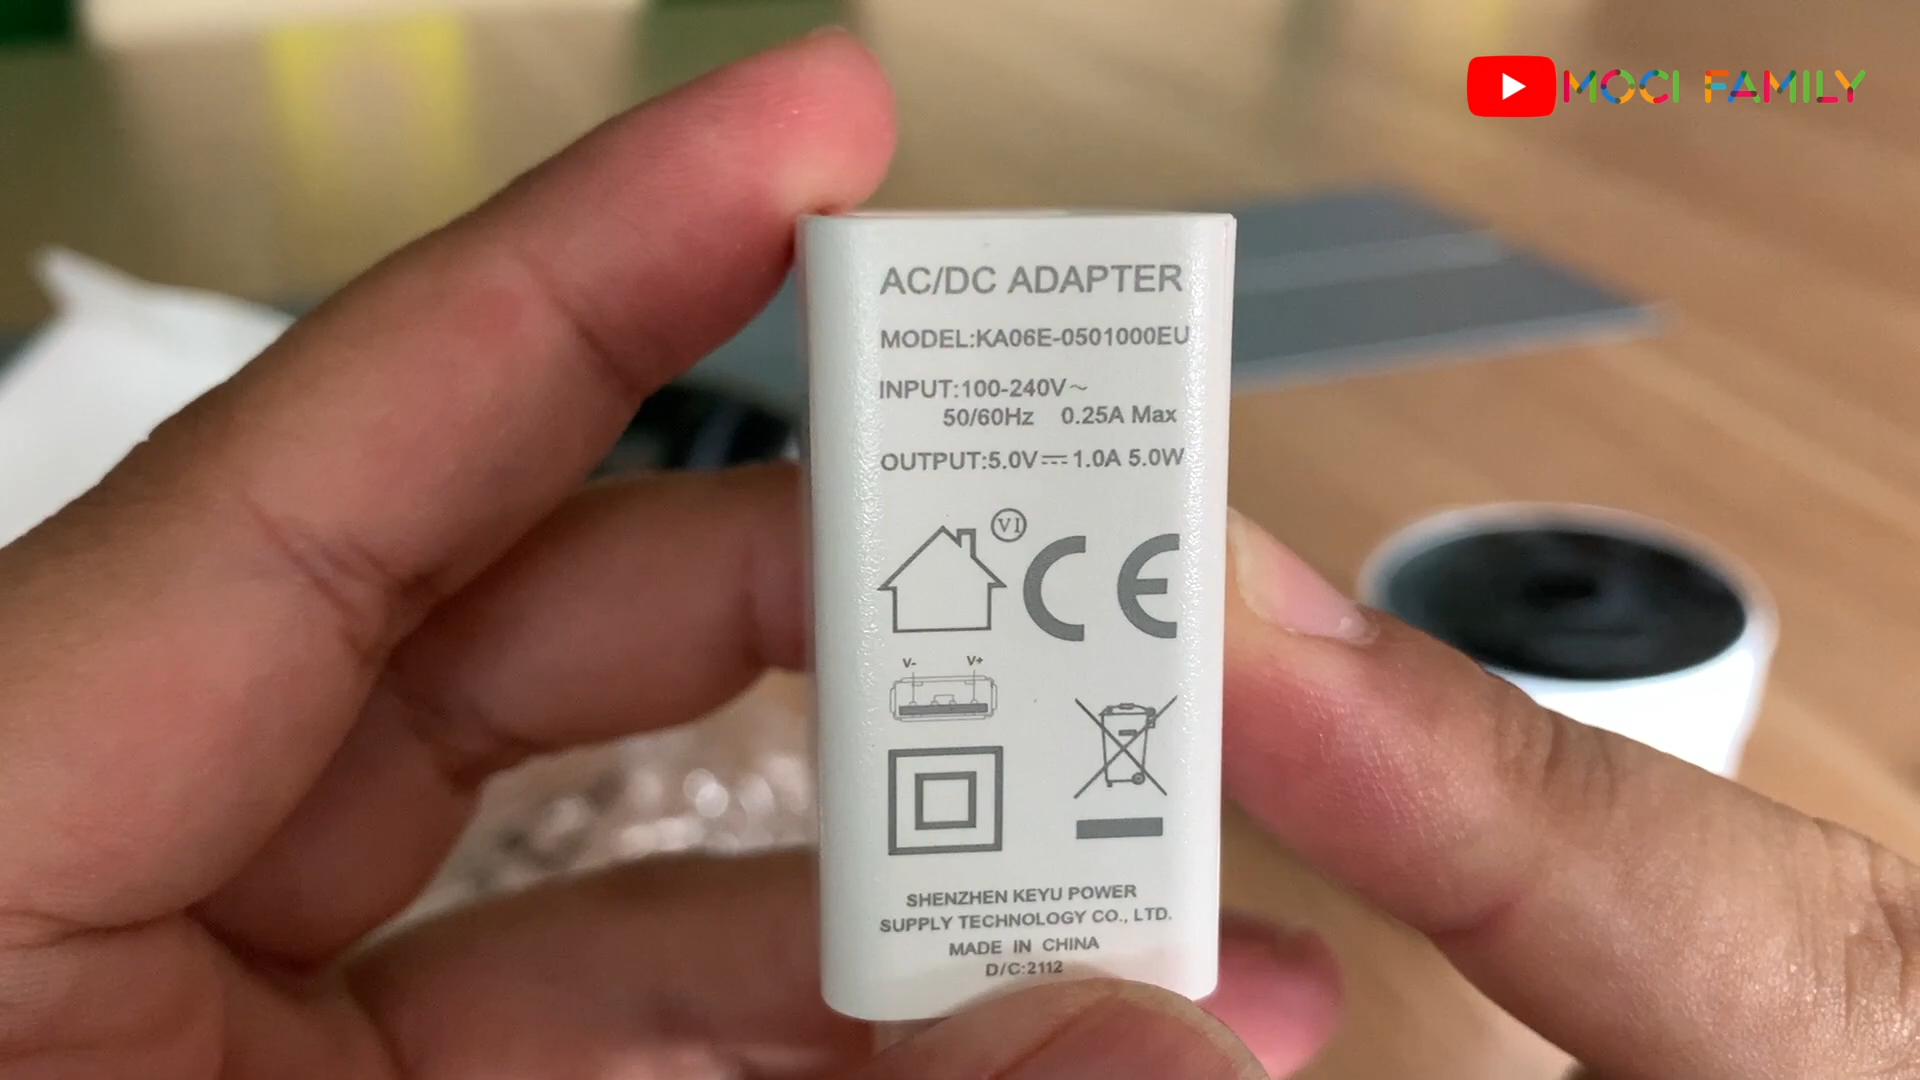 MOCI FAMILY
AC/DC ADAPTER
MODEL:KA06E-0501000EU
INPUT:100-240V～
50/60Hz 0.25A Max
OUTPUT:5.0V⎓1.0A 5.0W
VI
CE
V- V+
SHENZHEN KEYU POWER
SUPPLY TECHNOLOGY CO., LTD.
MADE IN CHINA
D/C:2112